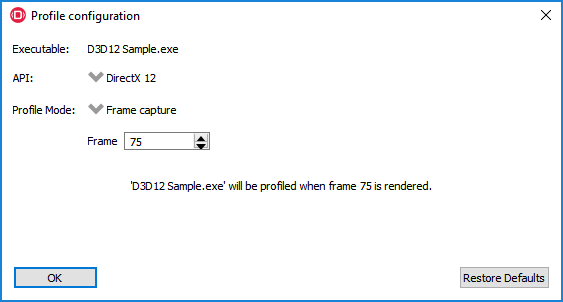 Profile configuration
Executable: D3D12 Sample.exe
API: DirectX 12
Profile Mode: Frame capture
Frame 75
'D3D12 Sample.exe' will be profiled when frame 75 is rendered.
OK Restore Defaults